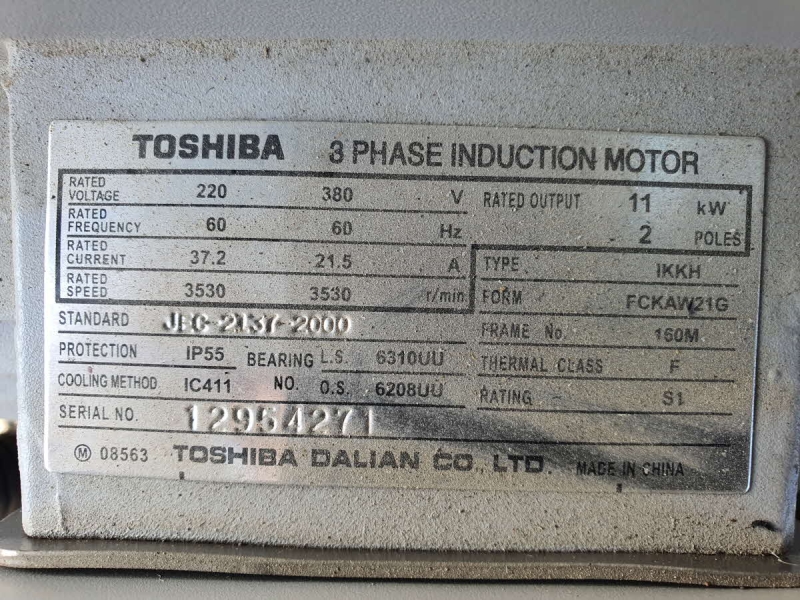 TOSHIBA 3 PHASE INDUCTION MOTOR
RATED VOLTAGE 220 380 V
RATED OUTPUT 11 kW
RATED FREQUENCY 60 60 Hz
2 POLES
RATED CURRENT 37.2 21.5 A
TYPE IKKH
RATED SPEED 3530 3530 r/min
FORM FCKAW21G
STANDARD JEC-2137-2000
FRAME No. 160M
PROTECTION IP55 BEARING L.S. 6310UU
THERMAL CLASS F
COOLING METHOD IC411 NO. O.S. 6208UU
RATING S1
SERIAL NO. 12954271
M 08563 TOSHIBA DALIAN CO., LTD. MADE IN CHINA